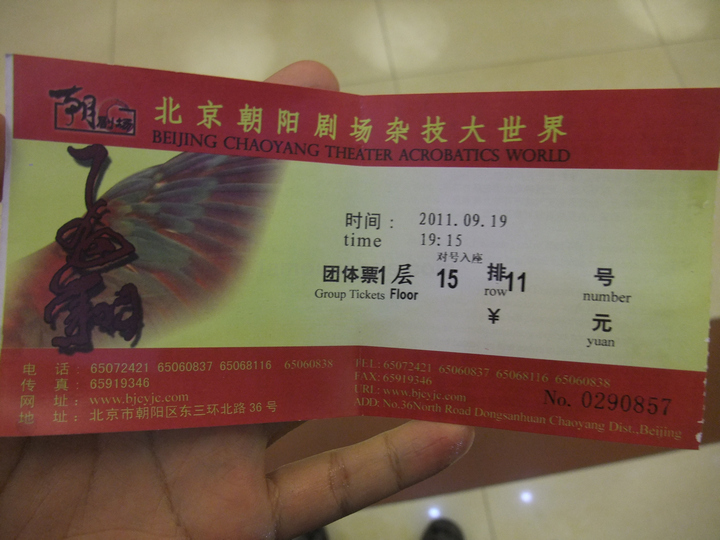 朝剧场
北京朝阳剧场杂技大世界
BEIJING CHAOYANG THEATER ACROBATICS WORLD
时间： 2011.09.19
time 19:15
对号入座
团体票1 层 15 排11 号
Group Tickets Floor row number
¥ 元
yuan
电 话：65072421 65060837 65068116 65060838
传 真：65919346
网 址：www.bjcyjc.com
地 址：北京市朝阳区东三环北路36号
TEL: 65072421 65060837 65068116 65060838
FAX: 65919346
URL: www.bjcyjc.com
No. 0290857
ADD: No.36North Road Dongsanhuan Chaoyang Dist.,Beijing